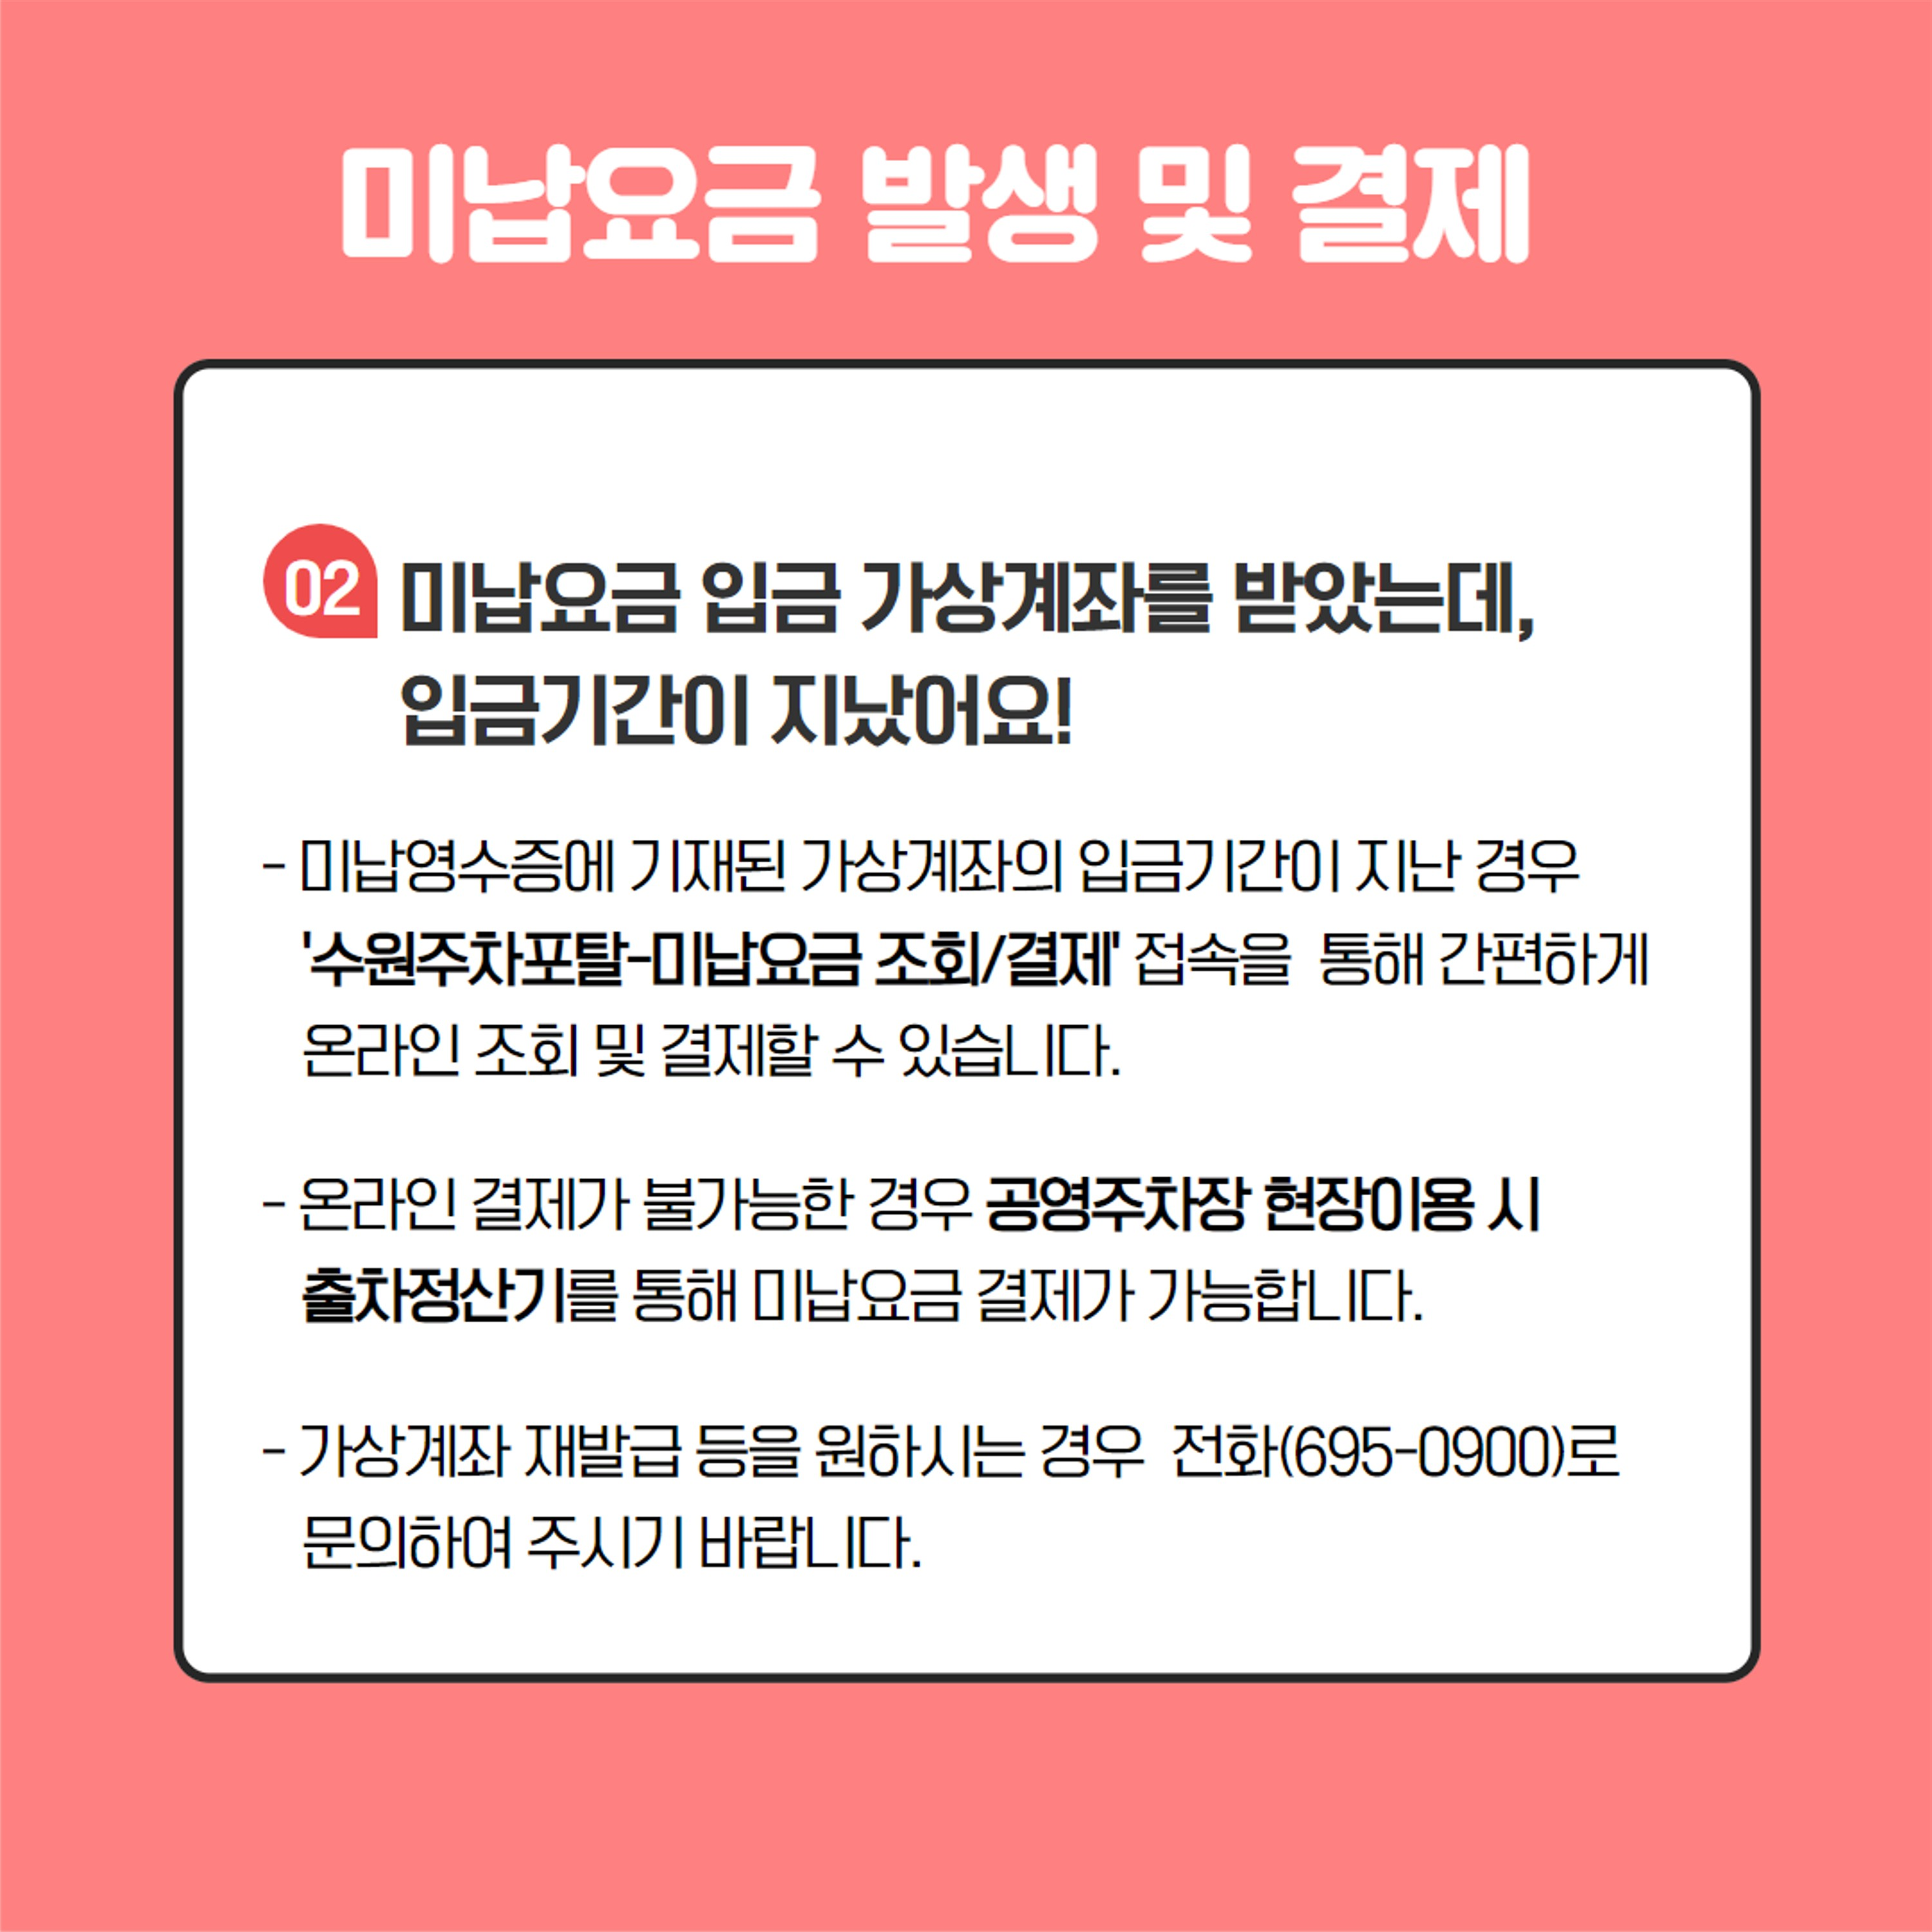 미납요금 발생 및 결제
02 미납요금 입금 가상계좌를 받았는데,
입금기간이 지났어요!
- 미납영수증에 기재된 가상계좌의 입금기간이 지난 경우
'수원주차포탈-미납요금 조회/결제' 접속을 통해 간편하게
온라인 조회 및 결제할 수 있습니다.
- 온라인 결제가 불가능한 경우 공영주차장 현장이용 시
출차정산기를 통해 미납요금 결제가 가능합니다.
- 가상계좌 재발급 등을 원하시는 경우 전화(695-0900)로
문의하여 주시기 바랍니다.